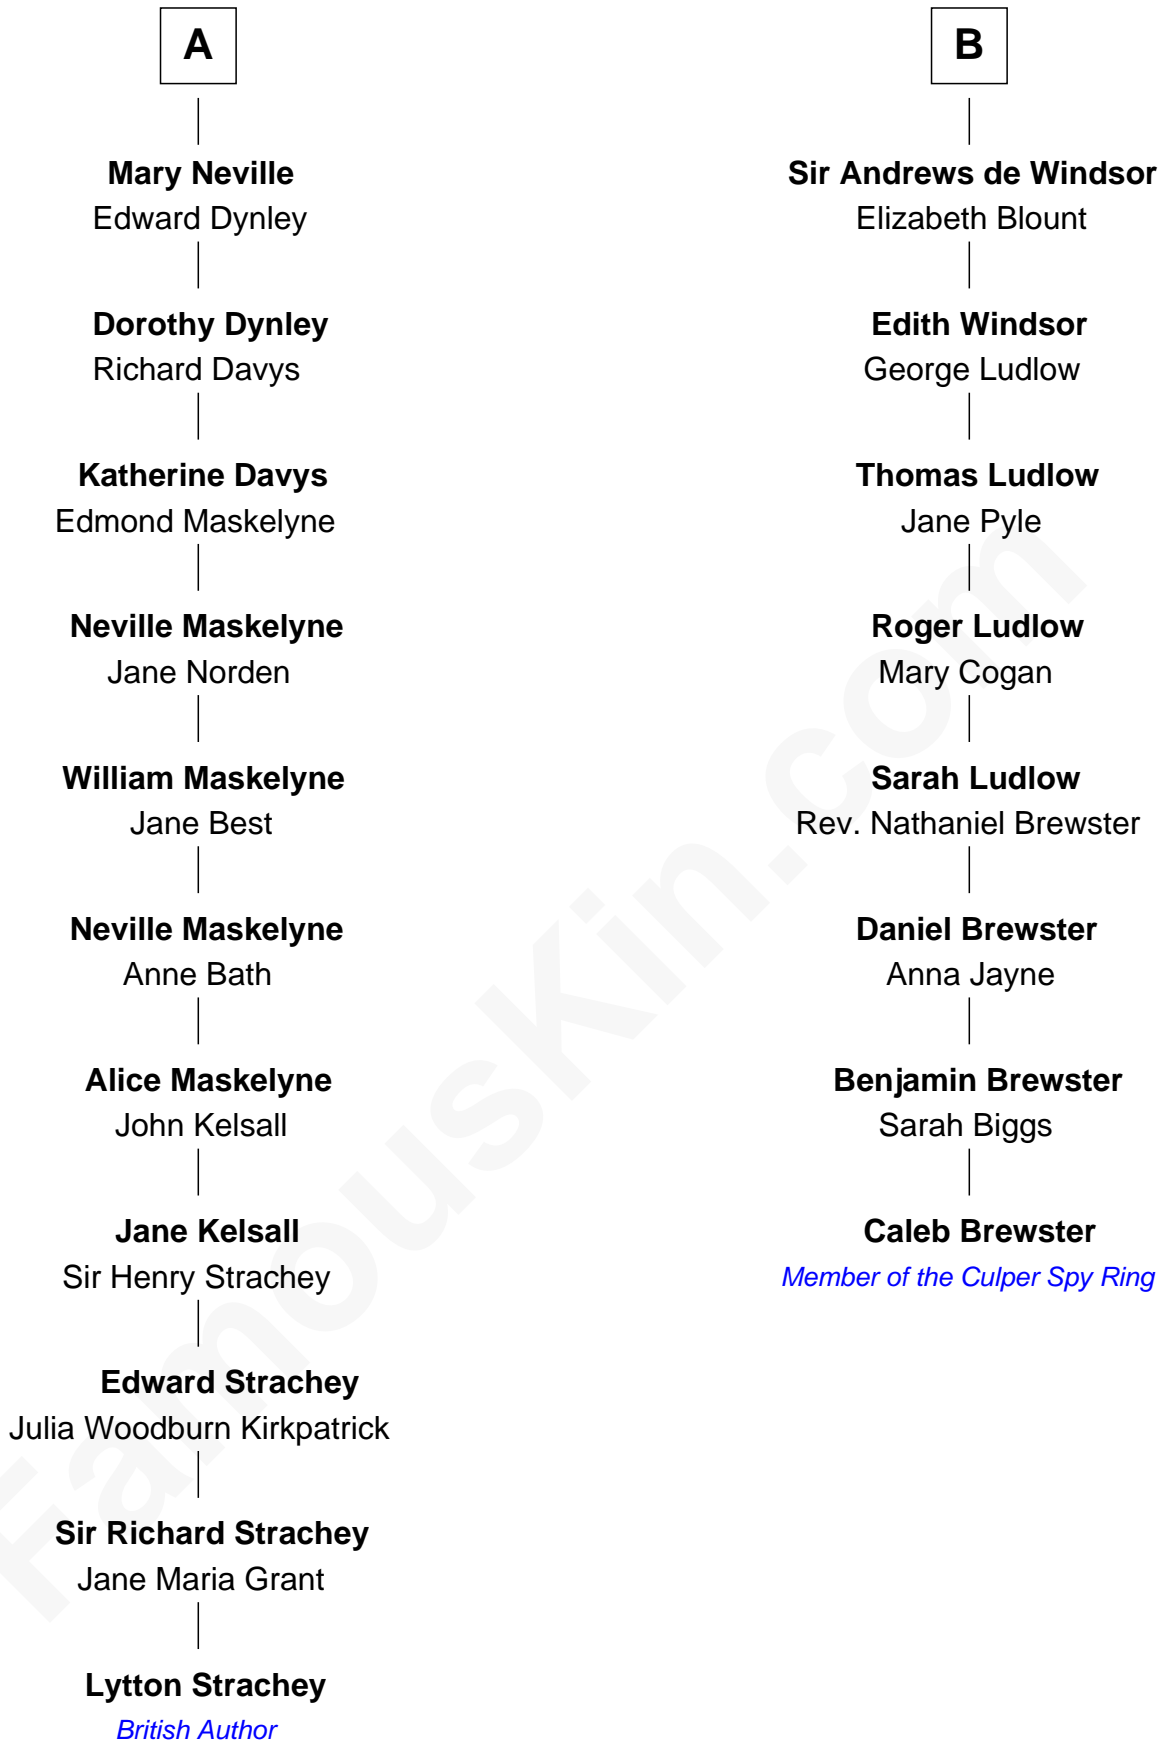 A
Mary Neville
Edward Dynley
Dorothy Dynley
Richard Davys
Katherine Davys
Edmond Maskelyne
Neville Maskelyne
Jane Norden
William Maskelyne
Jane Best
Neville Maskelyne
Anne Bath
Alice Maskelyne
John Kelsall
Jane Kelsall
Sir Henry Strachey
Edward Strachey
Julia Woodburn Kirkpatrick
Sir Richard Strachey
Jane Maria Grant
Lytton Strachey
British Author
B
Sir Andrews de Windsor
Elizabeth Blount
Edith Windsor
George Ludlow
Thomas Ludlow
Jane Pyle
Roger Ludlow
Mary Cogan
Sarah Ludlow
Rev. Nathaniel Brewster
Daniel Brewster
Anna Jayne
Benjamin Brewster
Sarah Biggs
Caleb Brewster
Member of the Culper Spy Ring
FamousKin.com